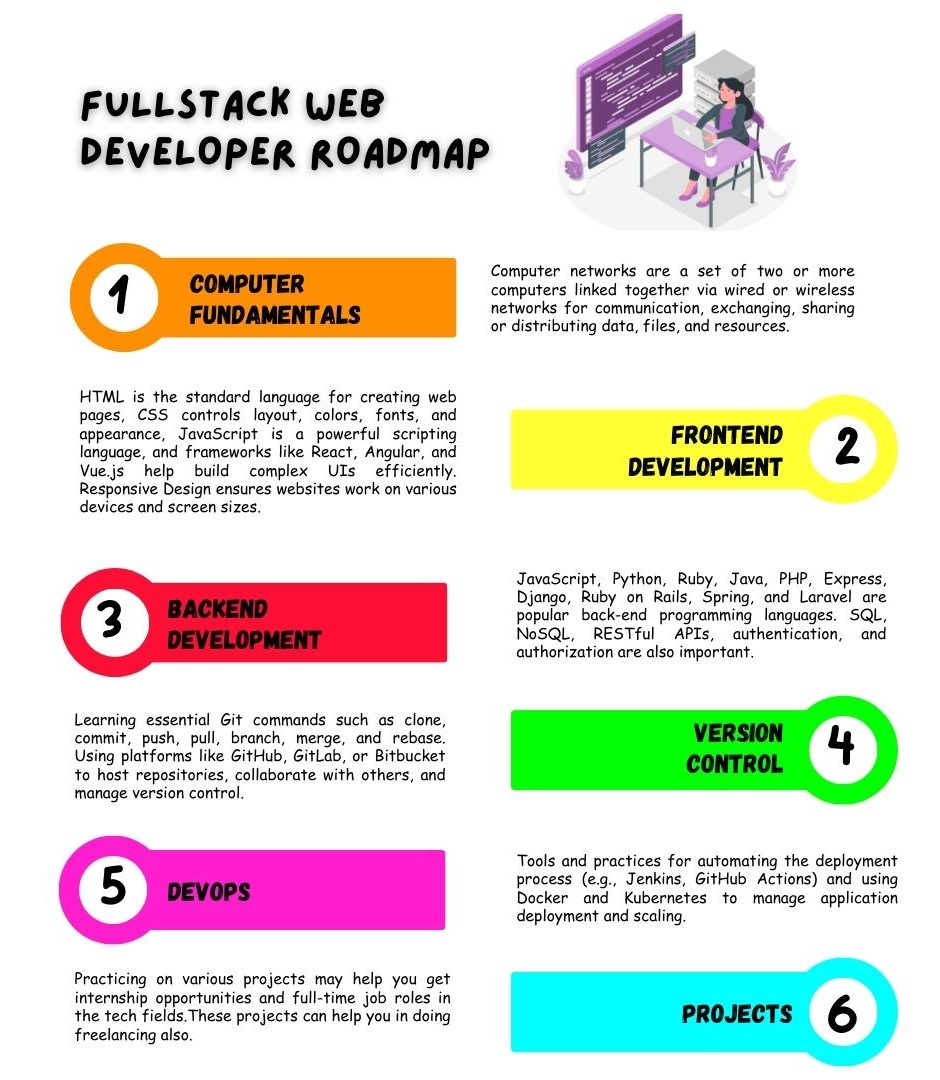 FULLSTACK WEB
DEVELOPER ROADMAP
1
COMPUTER
FUNDAMENTALS
Computer networks are a set of two or more
computers linked together via wired or wireless
networks for communication, exchanging, sharing
or distributing data, files, and resources.
HTML is the standard language for creating web
pages, CSS controls layout, colors, fonts, and
appearance, JavaScript is a powerful scripting
language, and frameworks like React, Angular, and
Vue.js help build complex UIs efficiently.
Responsive Design ensures websites work on various
devices and screen sizes.
FRONTEND
DEVELOPMENT
2
3
BACKEND
DEVELOPMENT
JavaScript, Python, Ruby, Java, PHP, Express,
Django, Ruby on Rails, Spring, and Laravel are
popular back-end programming languages. SQL,
NoSQL, RESTful APIs, authentication, and
authorization are also important.
Learning essential Git commands such as clone,
commit, push, pull, branch, merge, and rebase.
Using platforms like GitHub, GitLab, or Bitbucket
to host repositories, collaborate with others, and
manage version control.
VERSION
CONTROL
4
5
DEVOPS
Tools and practices for automating the deployment
process (e.g., Jenkins, GitHub Actions) and using
Docker and Kubernetes to manage application
deployment and scaling.
Practicing on various projects may help you get
internship opportunities and full-time job roles in
the tech fields.These projects can help you in doing
freelancing also.
PROJECTS
6